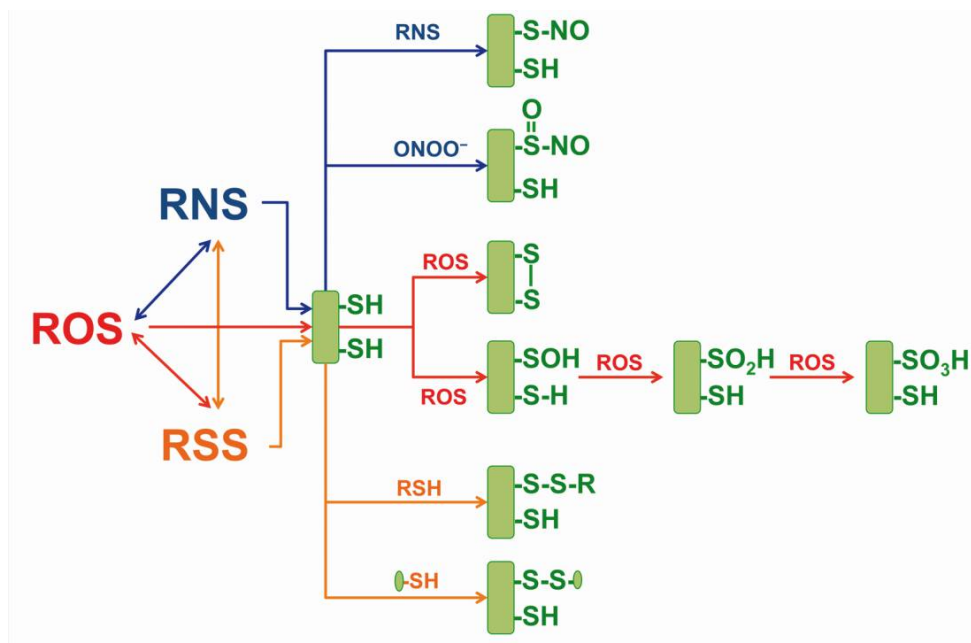 RNS
-S-NO
-SH
O
ONOO⁻
-S-NO
-SH
RNS
ROS
-S
-S
-SH
ROS
-SH
ROS
-SOH
ROS
-SO₂H
ROS
-SO₃H
S-H
-SH
-SH
RSS
RSH
-S-S-R
-SH
-SH
-S-S-
-SH